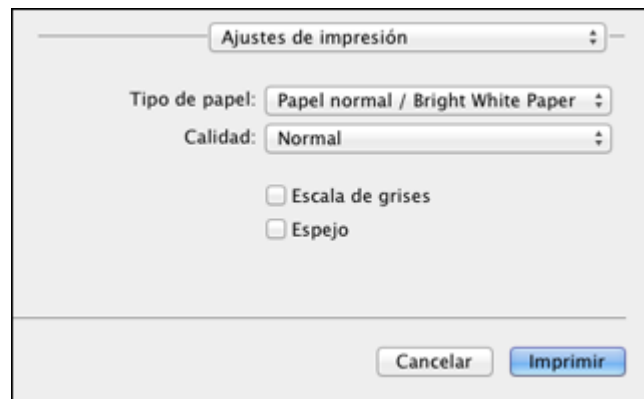 Ajustes de impresión
Tipo de papel: Papel normal / Bright White Paper
Calidad: Normal
Escala de grises
Espejo
Cancelar Imprimir